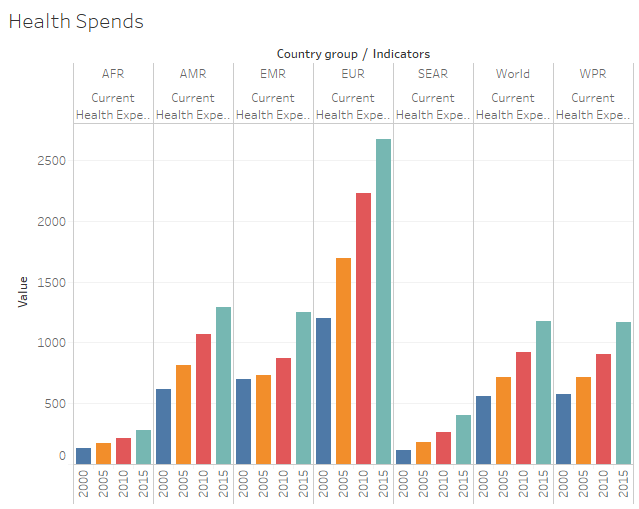 Health Spends
Country group / Indicators
AFR AMR EMR EUR SEAR World WPR
Current Current Current Current Current Current Current
Health Expe.. Health Expe.. Health Expe.. Health Expe.. Health Expe.. Health Expe.. Health Expe..
2500
2000
1500
1000
500
0
Value
2000 2005 2010 2015 2000 2005 2010 2015 2000 2005 2010 2015 2000 2005 2010 2015 2000 2005 2010 2015 2000 2005 2010 2015 2000 2005 2010 2015